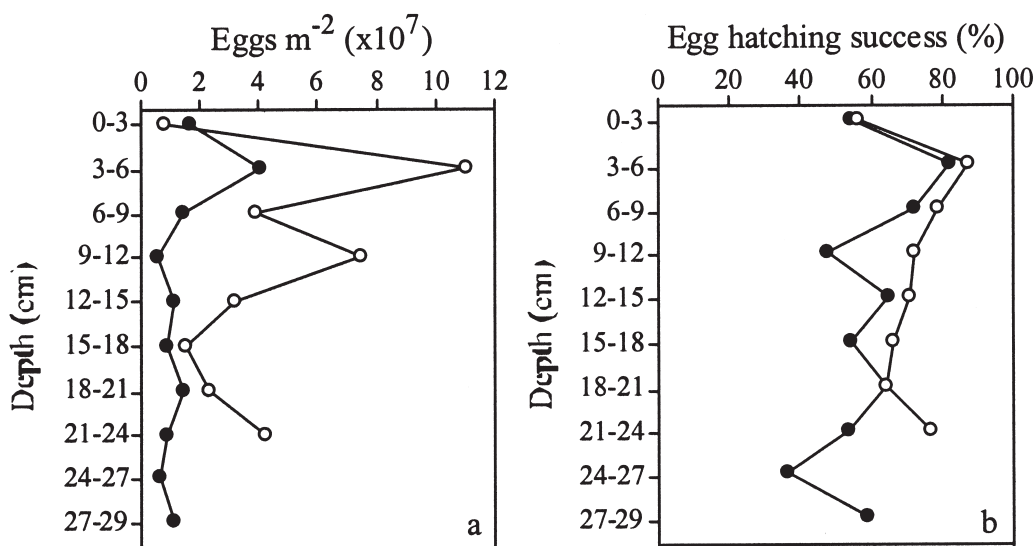 Eggs m⁻² (x10⁷)
0 2 4 6 8 10 12
0-3
3-6
6-9
9-12
12-15
15-18
18-21
21-24
24-27
27-29
Depth (cm)
a
Egg hatching success (%)
0 20 40 60 80 100
0-3
3-6
6-9
9-12
12-15
15-18
18-21
21-24
24-27
27-29
Depth (cm)
b